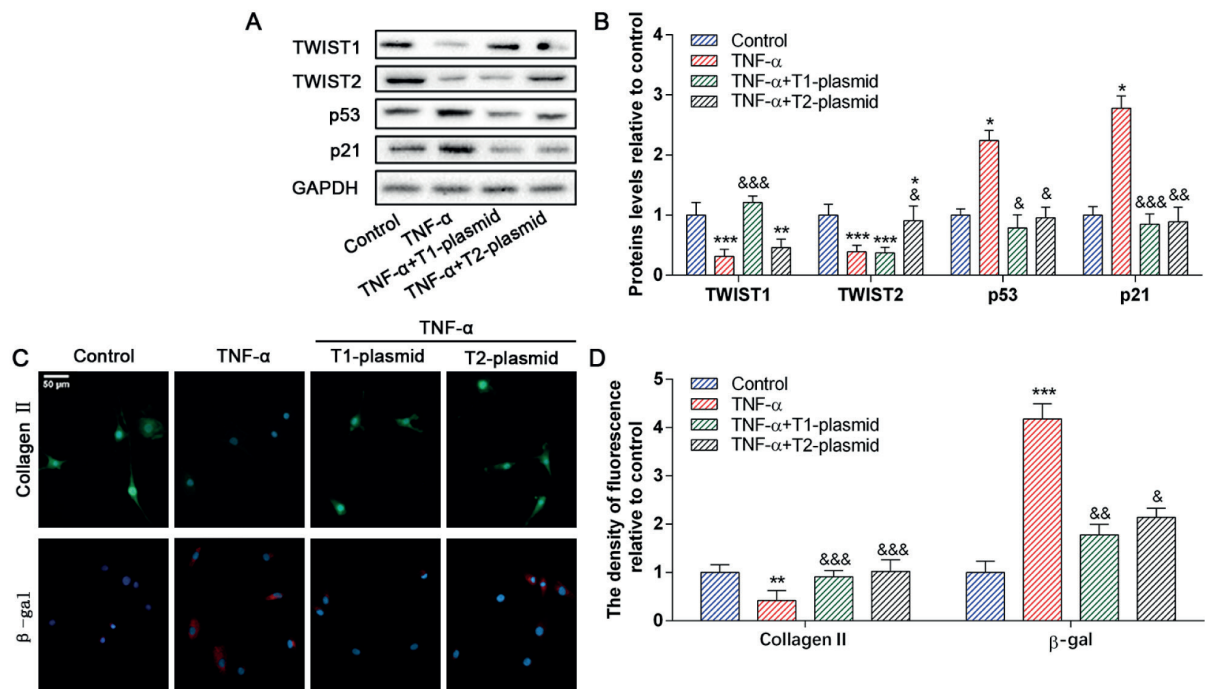 A
TWIST1
TWIST2
p53
p21
GAPDH
Control
TNF-α
TNF-α+T1-plasmid
TNF-α+T2-plasmid
B
Proteins levels relative to control
4
3
2
1
0
Control
TNF-α
TNF-α+T1-plasmid
TNF-α+T2-plasmid
***
&&&
**
***
***
*
&
*
&
&
*
&&&
&&
TWIST1
TWIST2
p53
p21
C
TNF-α
Control
TNF-α
T1-plasmid
T2-plasmid
50 μm
Collagen II
β-gal
D
The density of fluorescence
relative to control
5
4
3
2
1
0
Control
TNF-α
TNF-α+T1-plasmid
TNF-α+T2-plasmid
**
&&&
&&&
***
&&
&
Collagen II
β-gal